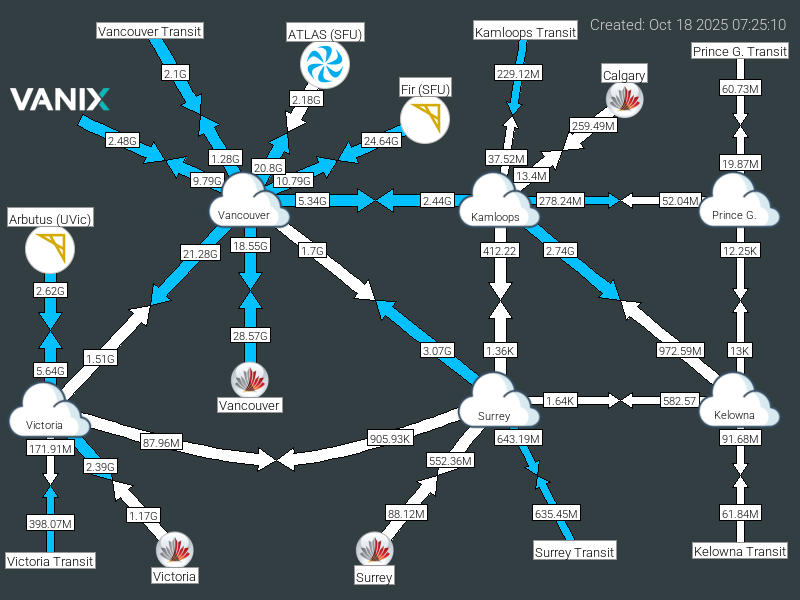 Created: Oct 18 2025 07:25:10
Vancouver Transit
ATLAS (SFU)
Kamloops Transit
Prince G. Transit
2.1G
229.12M
Calgary
VANIX
2.18G
Fir (SFU)
60.73M
2.48G
24.64G
259.49M
1.28G
37.52M
19.87M
9.79G
20.8G
10.79G
13.4M
5.34G
2.44G
278.24M
52.04M
Arbutus (UVic)
Vancouver
Kamloops
Prince G.
21.28G
18.55G
1.7G
412.22
2.74G
12.25K
2.62G
28.57G
1.51G
3.07G
1.36K
972.59M
13K
5.64G
Vancouver
1.64K
582.57
Victoria
Surrey
Kelowna
171.91M
87.96M
905.93K
643.19M
91.68M
2.39G
552.36M
398.07M
1.17G
88.12M
635.45M
61.84M
Victoria Transit
Victoria
Surrey
Surrey Transit
Kelowna Transit